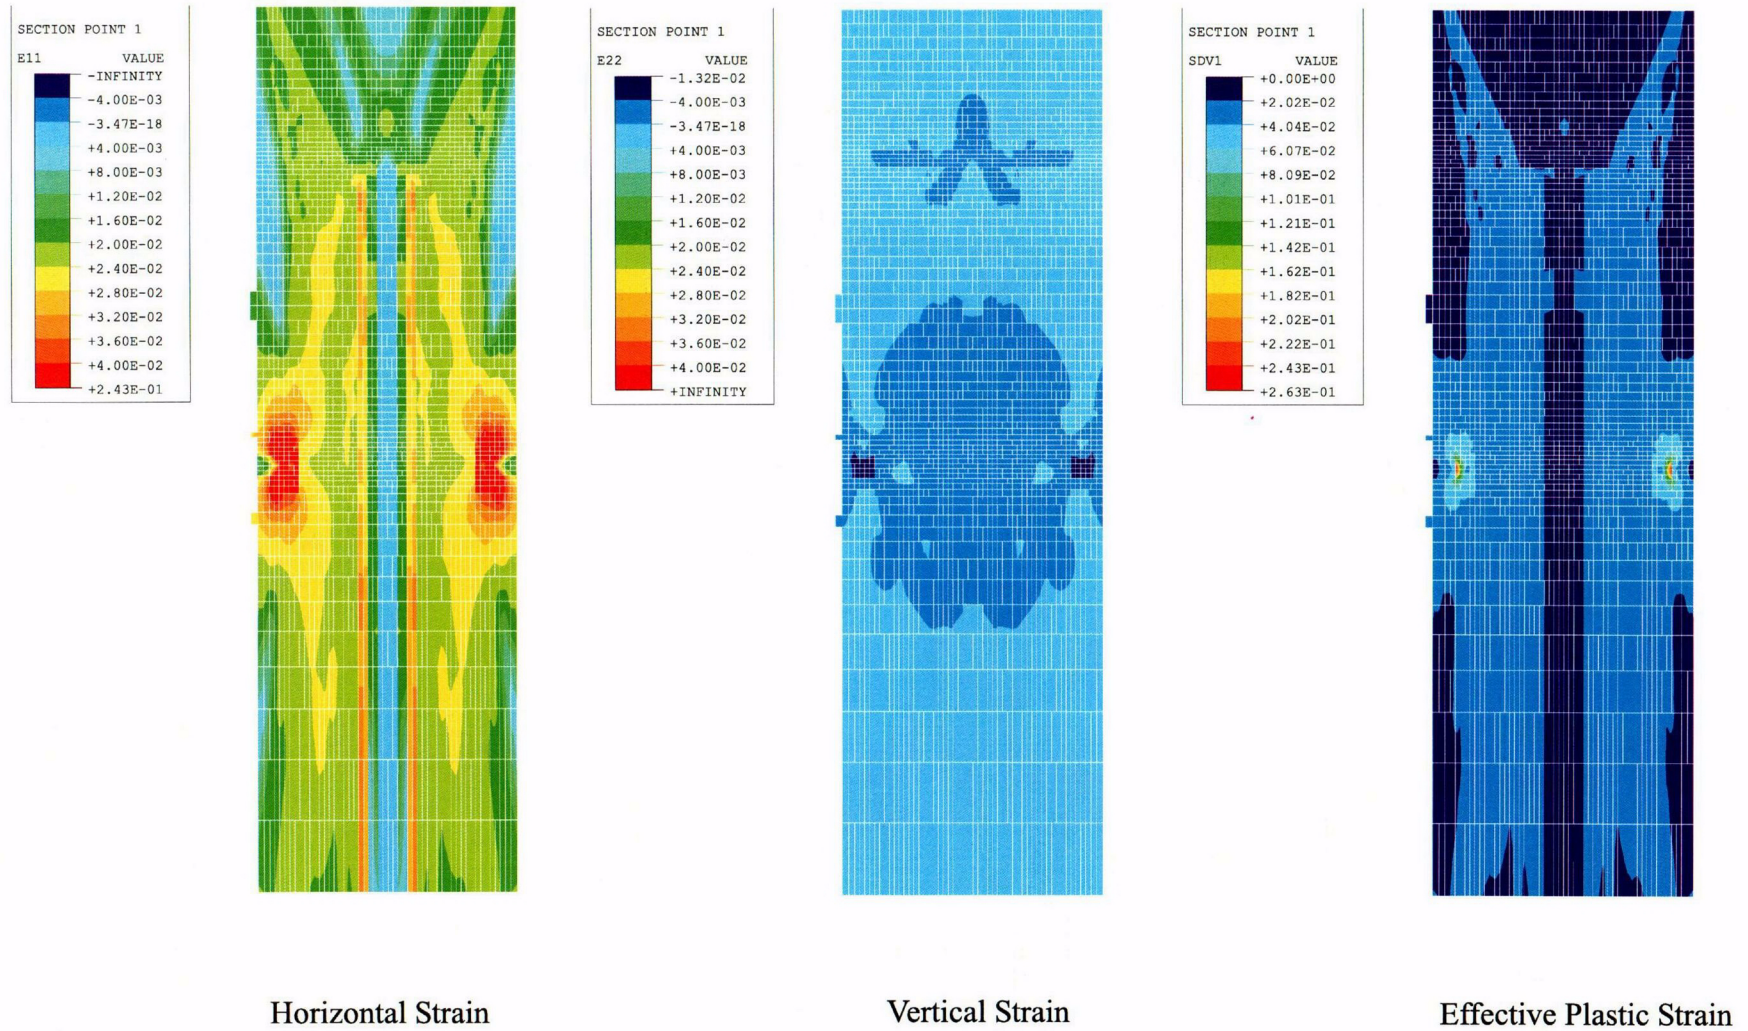 SECTION POINT 1
E11 VALUE
-INFINITY
-4.00E-03
-3.47E-18
+4.00E-03
+8.00E-03
+1.20E-02
+1.60E-02
+2.00E-02
+2.40E-02
+2.80E-02
+3.20E-02
+3.60E-02
+4.00E-02
+2.43E-01
SECTION POINT 1
E22 VALUE
-1.32E-02
-4.00E-03
-3.47E-18
+4.00E-03
+8.00E-03
+1.20E-02
+1.60E-02
+2.00E-02
+2.40E-02
+2.80E-02
+3.20E-02
+3.60E-02
+4.00E-02
+INFINITY
SECTION POINT 1
SDV1 VALUE
+0.00E+00
+2.02E-02
+4.04E-02
+6.07E-02
+8.09E-02
+1.01E-01
+1.21E-01
+1.42E-01
+1.62E-01
+1.82E-01
+2.02E-01
+2.22E-01
+2.43E-01
+2.63E-01
Horizontal Strain
Vertical Strain
Effective Plastic Strain